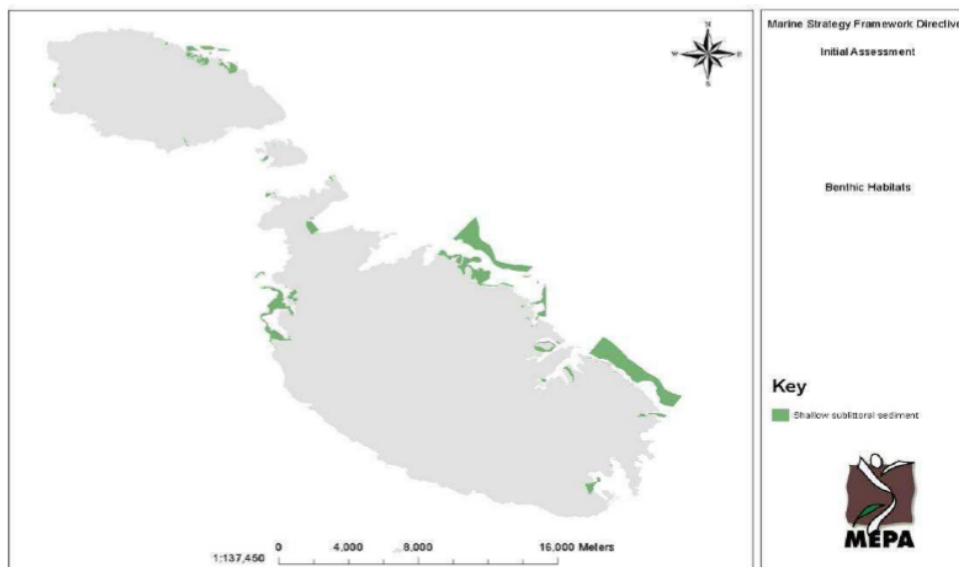 Marine Strategy Framework Directive
Initial Assessment
N
W
E
S
Benthic Habitats
Key
Shallow sublittoral sediment
MEPA
1:137,450
0 4,000 8,000 16,000 Meters